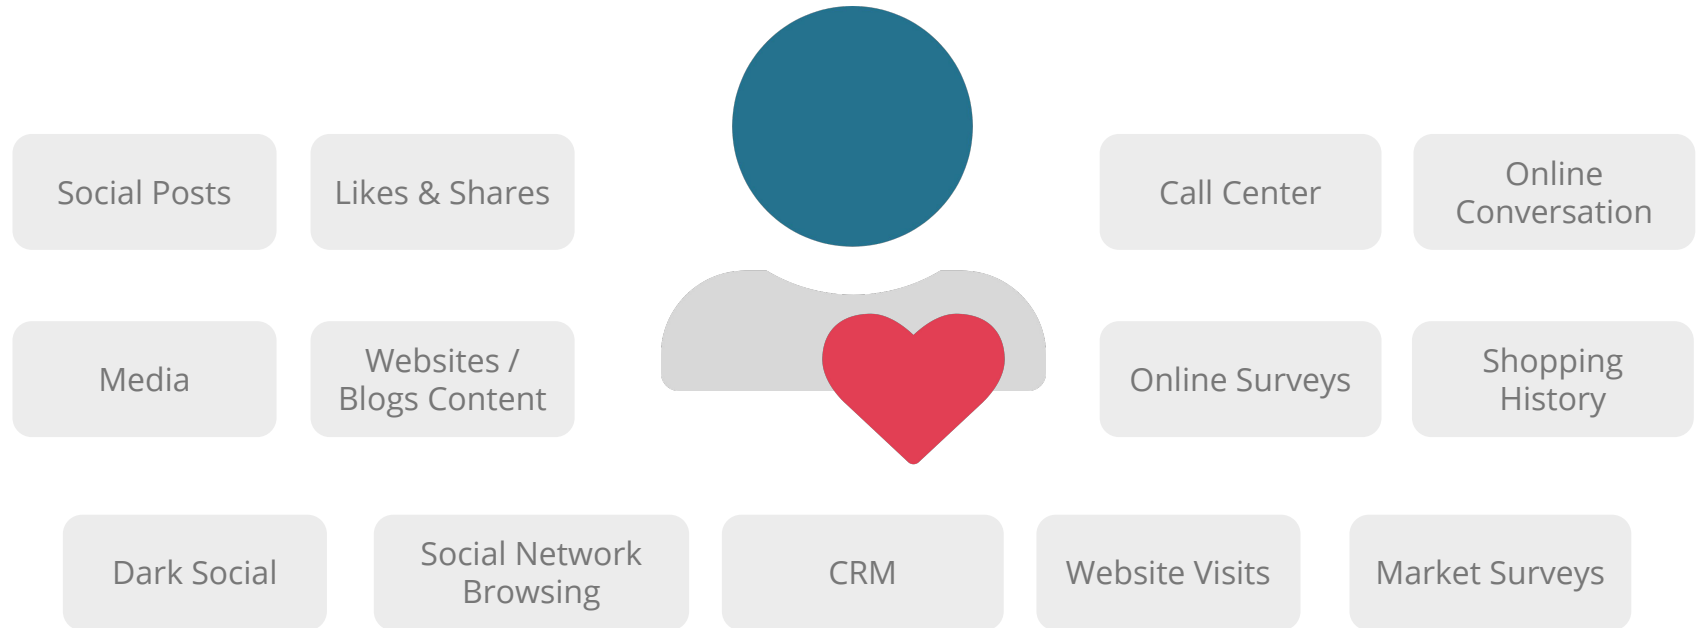 Social Posts
Likes & Shares
Call Center
Online
Conversation
Media
Websites /
Blogs Content
Online Surveys
Shopping
History
Dark Social
Social Network
Browsing
CRM
Website Visits
Market Surveys